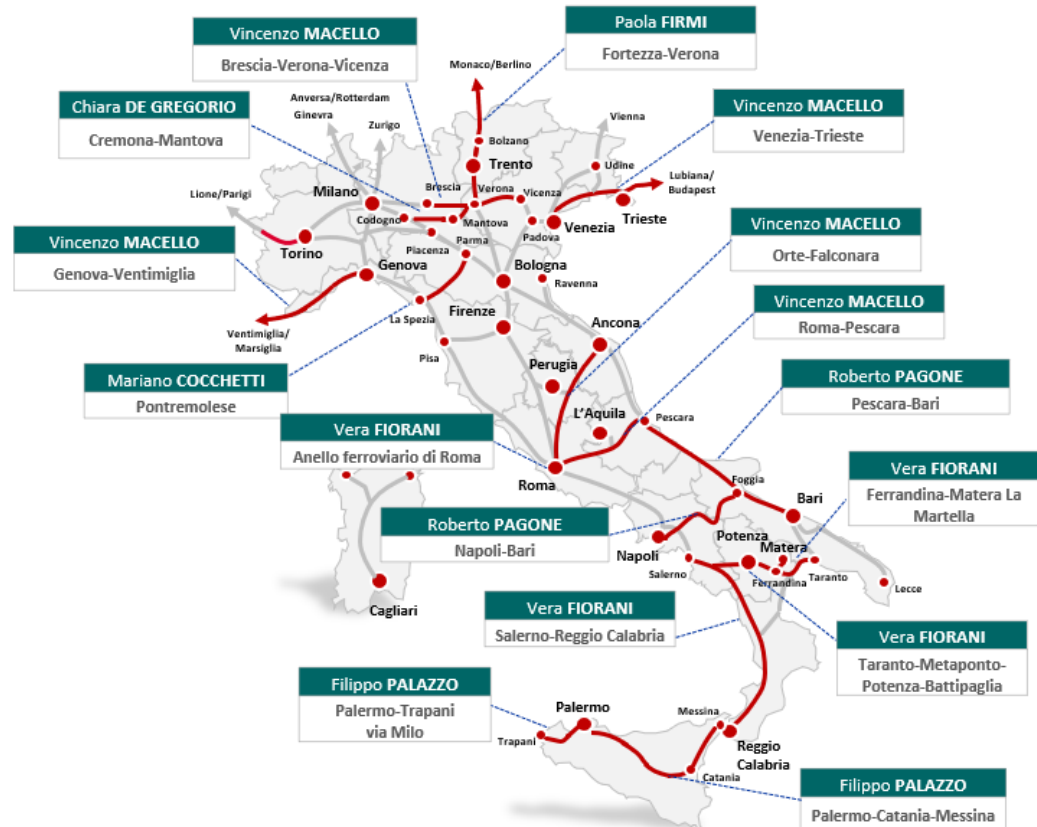 Vincenzo MACELLO
Brescia-Verona-Vicenza
Paola FIRMI
Fortezza-Verona
Monaco/Berlino
Chiara DE GREGORIO
Cremona-Mantova
Anversa/Rotterdam
Ginevra
Zurigo
Vienna
Vincenzo MACELLO
Venezia-Trieste
Bolzano
Trento
Udine
Lubiana/
Budapest
Lione/Parigi
Milano
Brescia
Verona
Vicenza
Codogno
Mantova
Padova
Venezia
Trieste
Torino
Piacenza
Parma
Vincenzo MACELLO
Genova-Ventimiglia
Genova
Bologna
Ravenna
Vincenzo MACELLO
Orte-Falconara
La Spezia
Firenze
Ventimiglia/
Marsiglia
Pisa
Ancona
Vincenzo MACELLO
Roma-Pescara
Mariano COCCHETTI
Pontremolese
Perugia
Roberto PAGONE
Pescara-Bari
L'Aquila
Pescara
Vera FIORANI
Anello ferroviario di Roma
Roma
Vera FIORANI
Ferrandina-Matera La
Martella
Foggia
Bari
Roberto PAGONE
Napoli-Bari
Napoli
Potenza
Matera
Salerno
Ferrandina
Taranto
Lecce
Cagliari
Vera FIORANI
Salerno-Reggio Calabria
Vera FIORANI
Taranto-Metaponto-
Potenza-Battipaglia
Filippo PALAZZO
Palermo-Trapani
via Milo
Palermo
Messina
Trapani
Reggio
Calabria
Catania
Filippo PALAZZO
Palermo-Catania-Messina